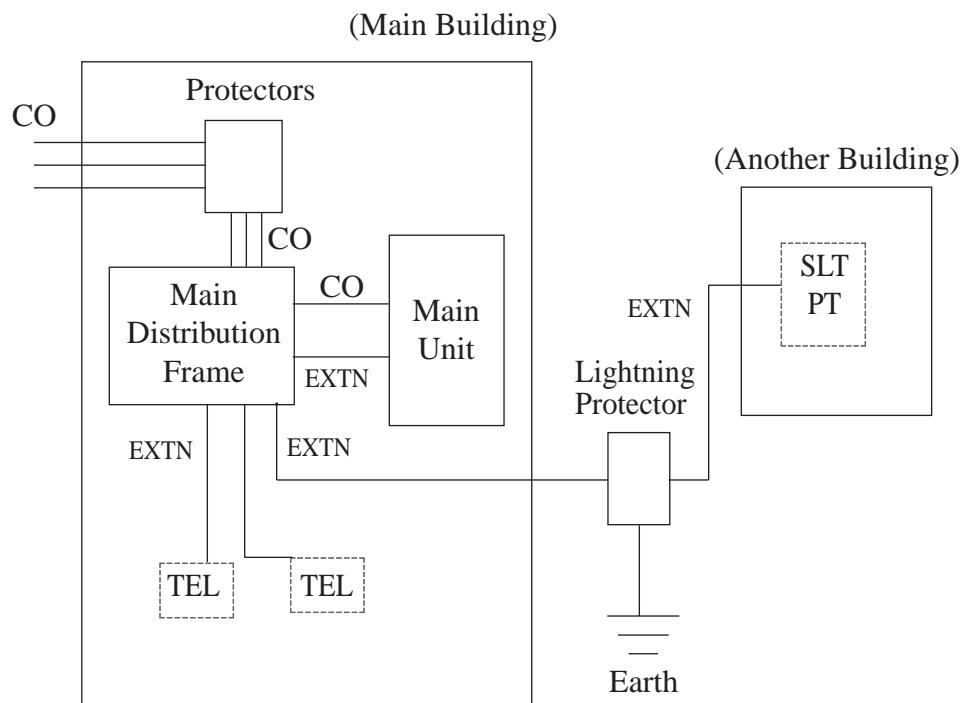 (Main Building)
Protectors
CO
(Another Building)
CO
SLT
PT
CO
Main
Distribution
Frame
Main
Unit
EXTN
EXTN
Lightning
Protector
EXTN
EXTN
TEL
TEL
Earth